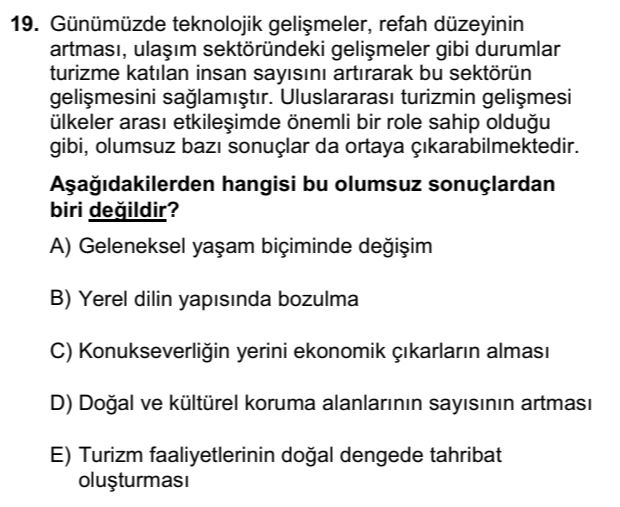 19. Günümüzde teknolojik gelişmeler, refah düzeyinin
artması, ulaşım sektöründeki gelişmeler gibi durumlar
turizme katılan insan sayısını artırarak bu sektörün
gelişmesini sağlamıştır. Uluslararası turizmin gelişmesi
ülkeler arası etkileşimde önemli bir role sahip olduğu
gibi, olumsuz bazı sonuçlar da ortaya çıkarabilmektedir.
Aşağıdakilerden hangisi bu olumsuz sonuçlardan
biri değildir?
A) Geleneksel yaşam biçiminde değişim
B) Yerel dilin yapısında bozulma
C) Konukseverliğin yerini ekonomik çıkarların alması
D) Doğal ve kültürel koruma alanlarının sayısının artması
E) Turizm faaliyetlerinin doğal dengede tahribat
oluşturması